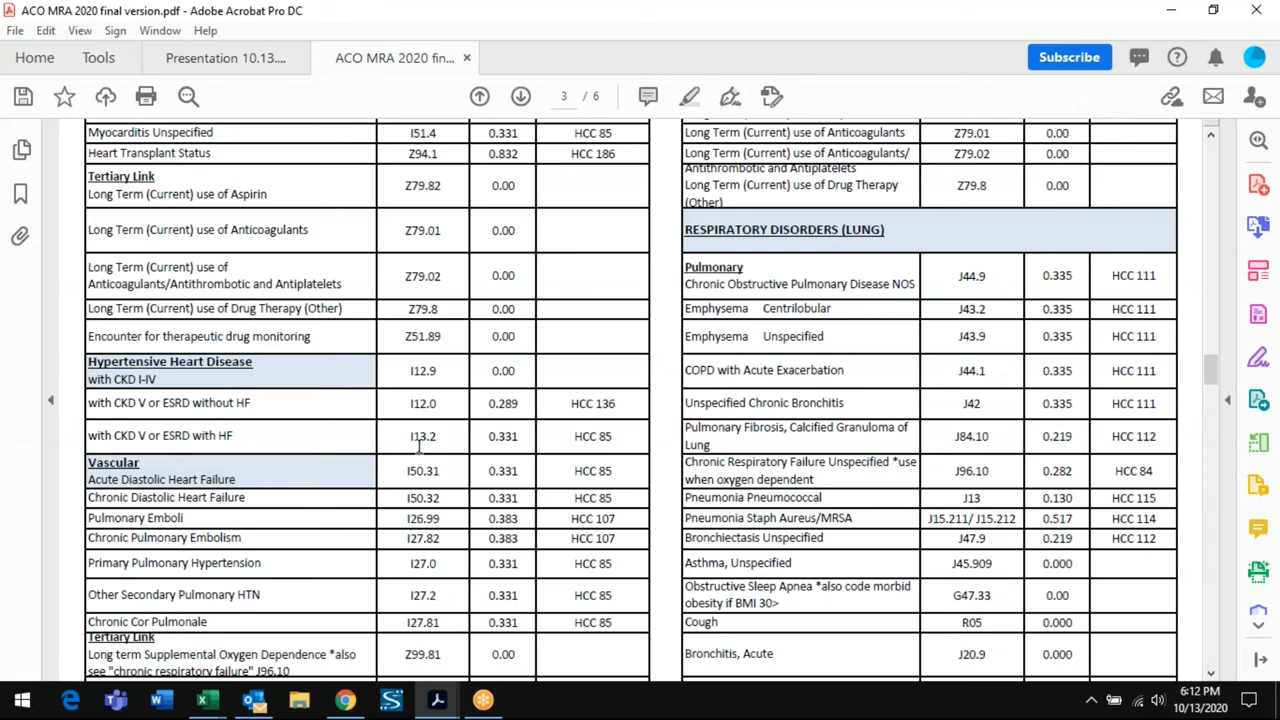 ACO MRA 2020 final version.pdf - Adobe Acrobat Pro DC
File Edit View Sign Window Help
Home Tools Presentation 10.13.... ACO MRA 2020 fin... × Subscribe
3 / 6
Myocarditis Unspecified I51.4 0.331 HCC 85
Heart Transplant Status Z94.1 0.832 HCC 186
Tertiary Link
Long Term (Current) use of Aspirin Z79.82 0.00
Long Term (Current) use of Anticoagulants Z79.01 0.00
Long Term (Current) use of
Anticoagulants/Antithrombotic and Antiplatelets Z79.02 0.00
Long Term (Current) use of Drug Therapy (Other) Z79.8 0.00
Encounter for therapeutic drug monitoring Z51.89 0.00
Hypertensive Heart Disease
with CKD I-IV I12.9 0.00
with CKD V or ESRD without HF I12.0 0.289 HCC 136
with CKD V or ESRD with HF I13.2 0.331 HCC 85
Vascular
Acute Diastolic Heart Failure I50.31 0.331 HCC 85
Chronic Diastolic Heart Failure I50.32 0.331 HCC 85
Pulmonary Emboli I26.99 0.383 HCC 107
Chronic Pulmonary Embolism I27.82 0.383 HCC 107
Primary Pulmonary Hypertension I27.0 0.331 HCC 85
Other Secondary Pulmonary HTN I27.2 0.331 HCC 85
Chronic Cor Pulmonale I27.81 0.331 HCC 85
Tertiary Link
Long term Supplemental Oxygen Dependence *also
see "chronic respiratory failure" J96.10 Z99.81 0.00
Long Term (Current) use of Anticoagulants Z79.01 0.00
Long Term (Current) use of Anticoagulants/
Antithrombotic and Antiplatelets Z79.02 0.00
Long Term (Current) use of Drug Therapy
(Other) Z79.8 0.00
RESPIRATORY DISORDERS (LUNG)
Pulmonary
Chronic Obstructive Pulmonary Disease NOS J44.9 0.335 HCC 111
Emphysema Centrilobular J43.2 0.335 HCC 111
Emphysema Unspecified J43.9 0.335 HCC 111
COPD with Acute Exacerbation J44.1 0.335 HCC 111
Unspecified Chronic Bronchitis J42 0.335 HCC 111
Pulmonary Fibrosis, Calcified Granuloma of
Lung J84.10 0.219 HCC 112
Chronic Respiratory Failure Unspecified *use
when oxygen dependent J96.10 0.282 HCC 84
Pneumonia Pneumococcal J13 0.130 HCC 115
Pneumonia Staph Aureus/MRSA J15.211/ J15.212 0.517 HCC 114
Bronchiectasis Unspecified J47.9 0.219 HCC 112
Asthma, Unspecified J45.909 0.000
Obstructive Sleep Apnea *also code morbid
obesity if BMI 30> G47.33 0.00
Cough R05 0.000
Bronchitis, Acute J20.9 0.000
6:12 PM
10/13/2020